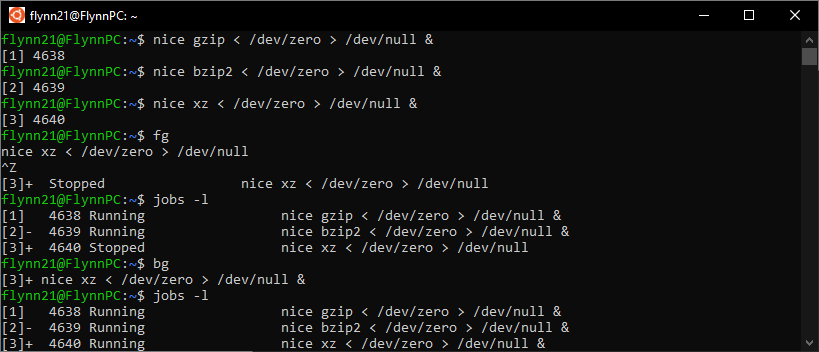 flynn21@FlynnPC: ~
flynn21@FlynnPC:~$ nice gzip < /dev/zero > /dev/null &
[1] 4638
flynn21@FlynnPC:~$ nice bzip2 < /dev/zero > /dev/null &
[2] 4639
flynn21@FlynnPC:~$ nice xz < /dev/zero > /dev/null &
[3] 4640
flynn21@FlynnPC:~$ fg
nice xz < /dev/zero > /dev/null
^Z
[3]+  Stopped                 nice xz < /dev/zero > /dev/null
flynn21@FlynnPC:~$ jobs -l
[1]   4638 Running                 nice gzip < /dev/zero > /dev/null &
[2]-  4639 Running                 nice bzip2 < /dev/zero > /dev/null &
[3]+  4640 Stopped                 nice xz < /dev/zero > /dev/null
flynn21@FlynnPC:~$ bg
[3]+ nice xz < /dev/zero > /dev/null &
flynn21@FlynnPC:~$ jobs -l
[1]   4638 Running                 nice gzip < /dev/zero > /dev/null &
[2]-  4639 Running                 nice bzip2 < /dev/zero > /dev/null &
[3]+  4640 Running                 nice xz < /dev/zero > /dev/null &